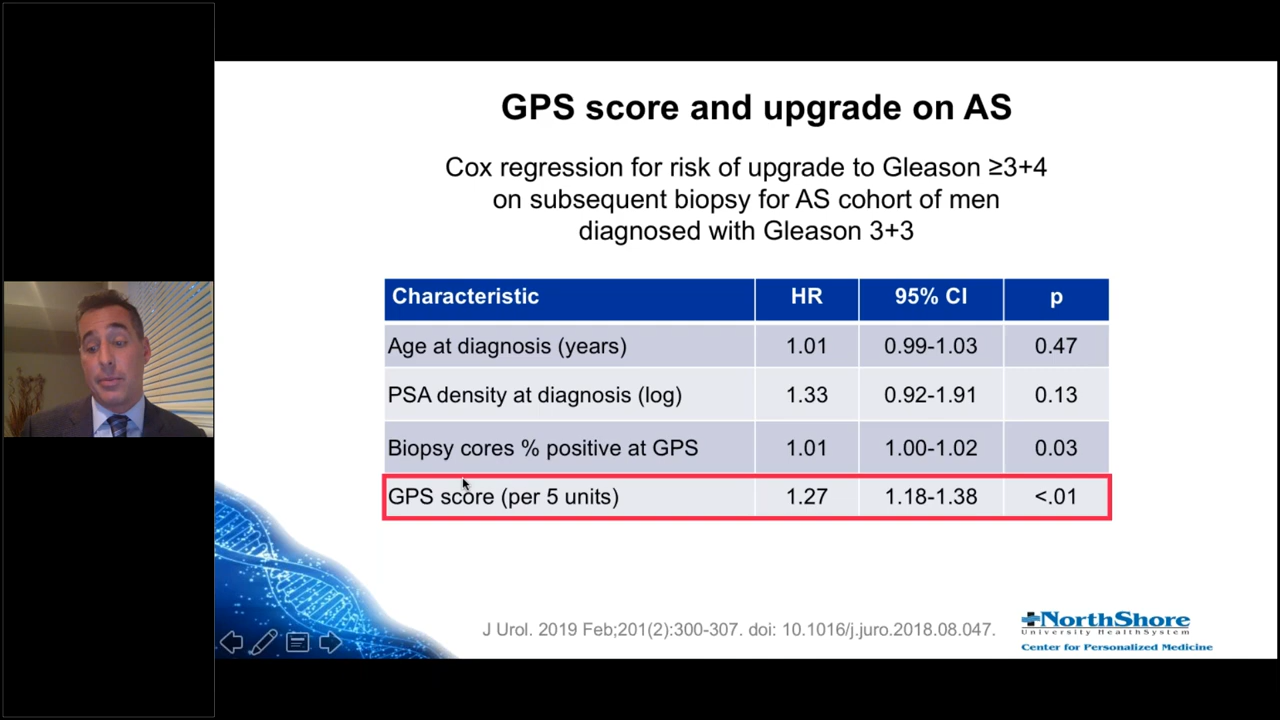 GPS score and upgrade on AS
Cox regression for risk of upgrade to Gleason ≥3+4
on subsequent biopsy for AS cohort of men
diagnosed with Gleason 3+3
Characteristic HR 95% CI p
Age at diagnosis (years) 1.01 0.99-1.03 0.47
PSA density at diagnosis (log) 1.33 0.92-1.91 0.13
Biopsy cores % positive at GPS 1.01 1.00-1.02 0.03
GPS score (per 5 units) 1.27 1.18-1.38 <.01
J Urol. 2019 Feb;201(2):300-307. doi: 10.1016/j.juro.2018.08.047.
NorthShore
University HealthSystem
Center for Personalized Medicine